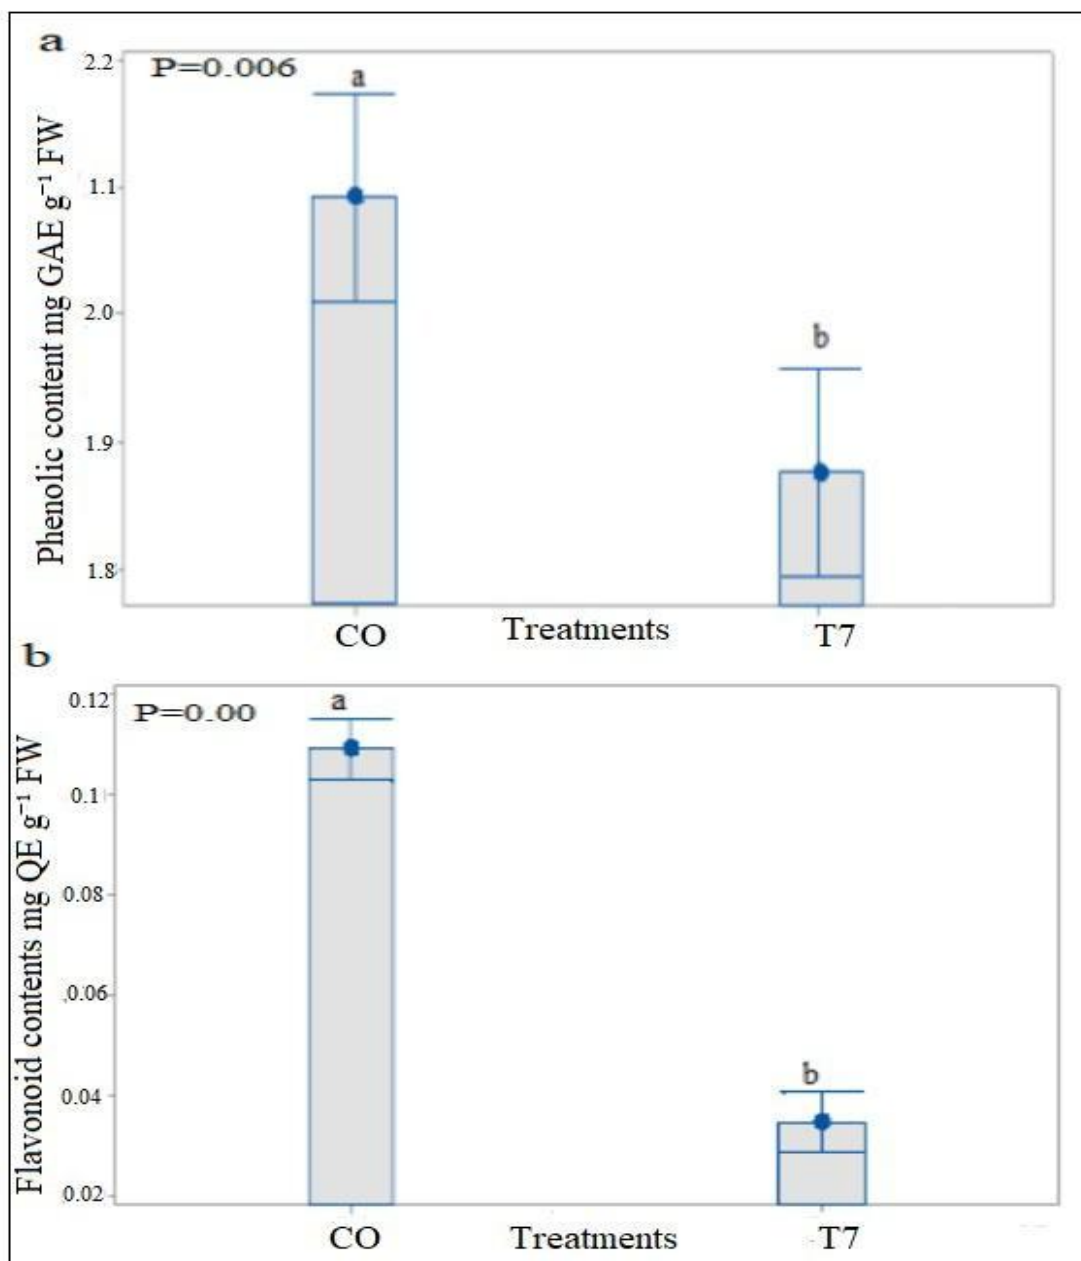 a
P=0.006
a
b
2.2
1.1
2.0
1.9
1.8
Phenolic content mg GAE g⁻¹ FW
CO
Treatments
T7
b
P=0.00
a
b
0.12
0.1
0.08
0.06
0.04
0.02
Flavonoid contents mg QE g⁻¹ FW
CO
Treatments
T7